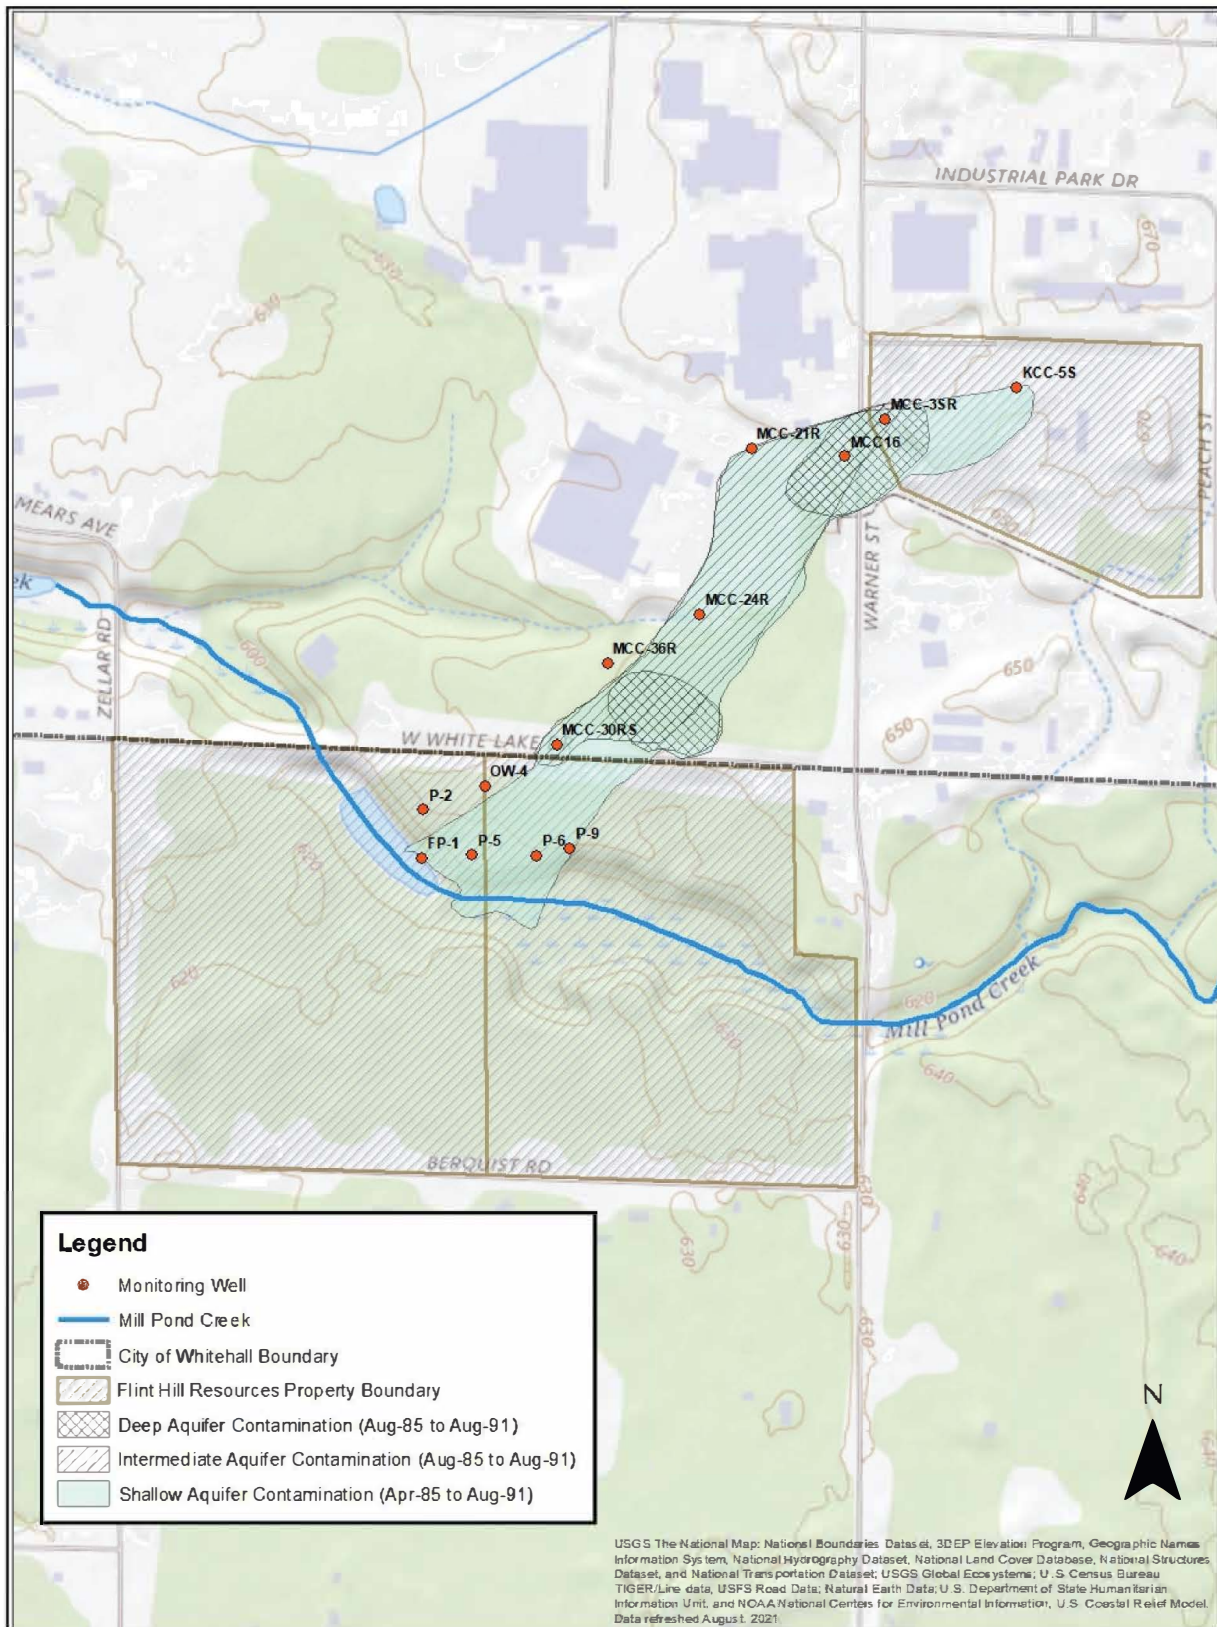 INDUSTRIAL PARK DR
670
630
610
KCC-5S
MCC-3SR
MCC-21R
MCC16
620
PEACH ST
650
MEARS AVE
ek
WARNER ST
MCC-24R
ZELLAR RD
600
MCC-36R
650
650
MCC-30RS
W WHITE LAKE
OW-4
P-2
P-9
FP-1
P-5
P-6
620
620
620
Mill Pond Creek
630
640
BERQUIST RD
630
640
630
630
640
630
640
Legend
Monitoring Well
Mill Pond Creek
City of Whitehall Boundary
Flint Hill Resources Property Boundary
Deep Aquifer Contamination (Aug-85 to Aug-91)
Intermediate Aquifer Contamination (Aug-85 to Aug-91)
Shallow Aquifer Contamination (Apr-85 to Aug-91)
N
USGS The National Map: National Boundaries Dataset, 3DEP Elevation Program, Geographic Names
Information System, National Hydrography Dataset, National Land Cover Database, National Structures
Dataset, and National Transportation Dataset; USGS Global Ecosystems; U.S. Census Bureau
TIGER/Line data; USFS Road Data; Natural Earth Data; U.S. Department of State Humanitarian
Information Unit; and NOAA National Centers for Environmental Information, U.S. Coastal Relief Model.
Data refreshed August, 2021